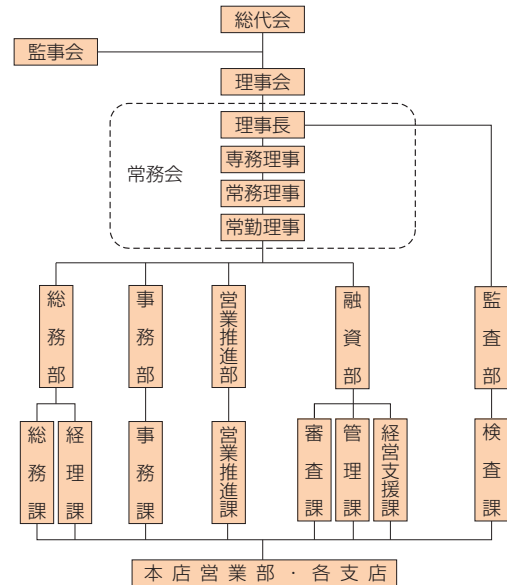 総代会
監事会
理事会
理事長
専務理事
常務会
常務理事
常勤理事
総務部
事務部
営業推進部
融資部
監査部
総務課
経理課
事務課
営業推進課
審査課
管理課
経営支援課
検査課
本店営業部・各支店